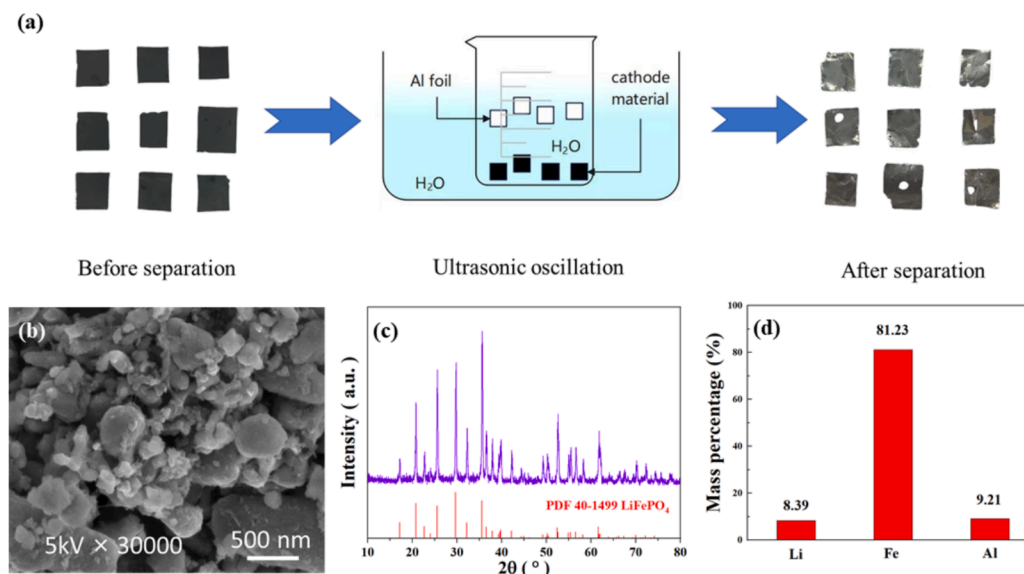 (a)
Al foil
cathode
material
H₂O
H₂O
Before separation
Ultrasonic oscillation
After separation
(b)
5kV × 30000
500 nm
(c)
Intensity ( a.u. )
PDF 40-1499 LiFePO₄
10 20 30 40 50 60 70 80
2θ ( ° )
(d)
Mass percentage (%)
100
80
60
40
20
0
8.39
81.23
9.21
Li Fe Al